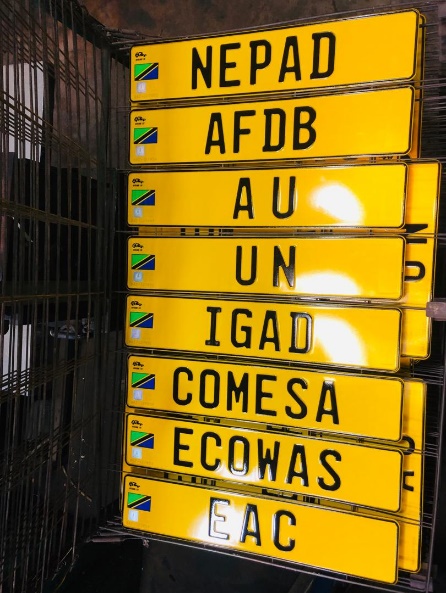 NEPAD
AFDB
AU
UN
IGAD
COMESA
ECOWAS
EAC